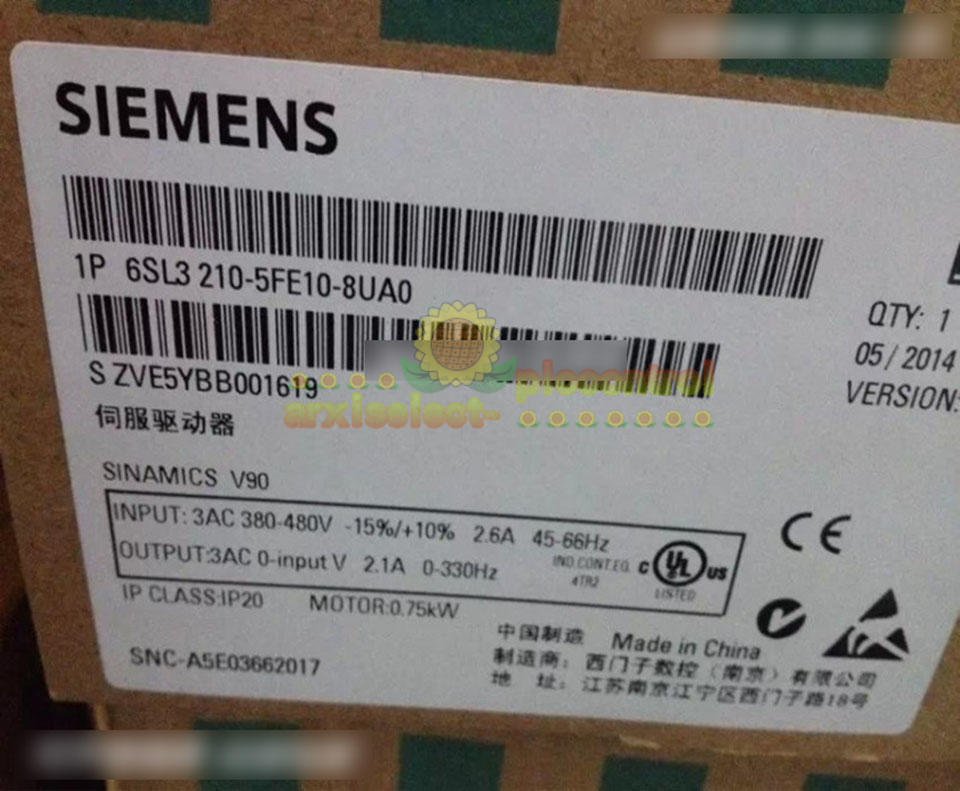 SIEMENS
1P 6SL3 210-5FE10-8UA0
QTY: 1
05/2014
S ZVE5YBB001619
VERSION:
plccentrol
arxiselect-
伺服驱动器
SINAMICS V90
INPUT: 3AC 380-480V -15%/+10% 2.6A 45-66Hz
OUTPUT:3AC 0-input V 2.1A 0-330Hz
IND.CONT.EQ.
4TR2
C UL US
LISTED
CE
IP CLASS:IP20 MOTOR:0.75kW
中国制造 Made in China
SNC-A5E03662017
制造商：西门子数控（南京）有限公司
地 址：江苏南京江宁区西门子路18号